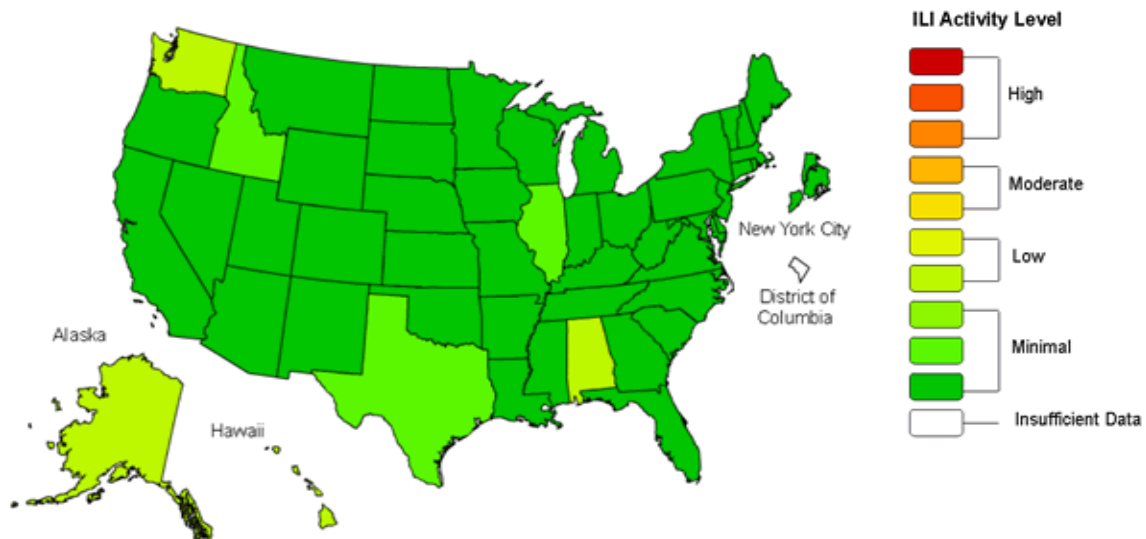 ILI Activity Level
High
Moderate
New York City
Low
District of
Columbia
Alaska
Minimal
Hawaii
Insufficient Data